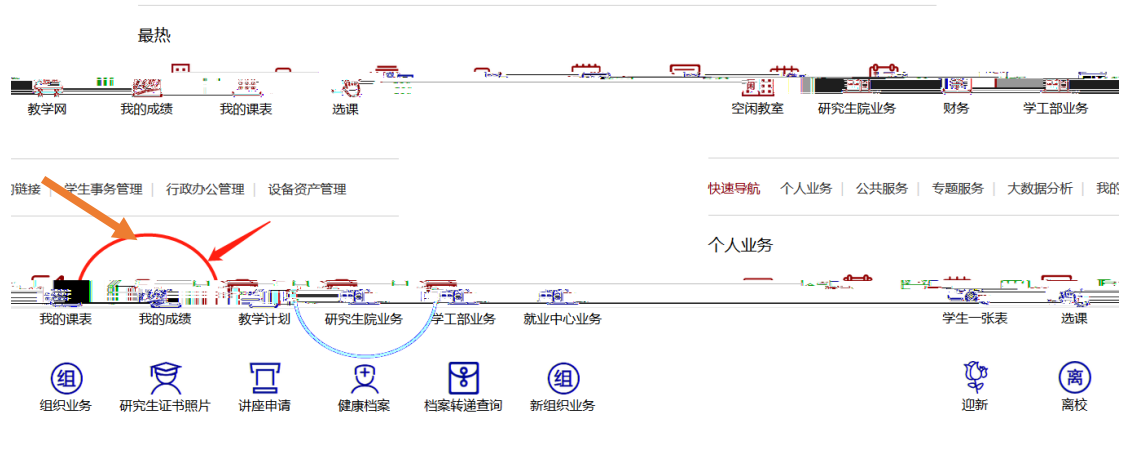 最热
教学网 我的成绩 我的课表 选课 空闲教室 研究生院业务 财务 学工部业务
链接 | 学生事务管理 | 行政办公管理 | 设备资产管理
快速导航 个人业务 | 公共服务 | 专题服务 | 大数据分析 | 我的
个人业务
我的课表 我的成绩 教学计划 研究生院业务 学工部业务 就业中心业务 学生一张表 选课
组 组 离
组织业务 研究生证书照片 讲座申请 健康档案 档案转递查询 新组织业务 迎新 离校